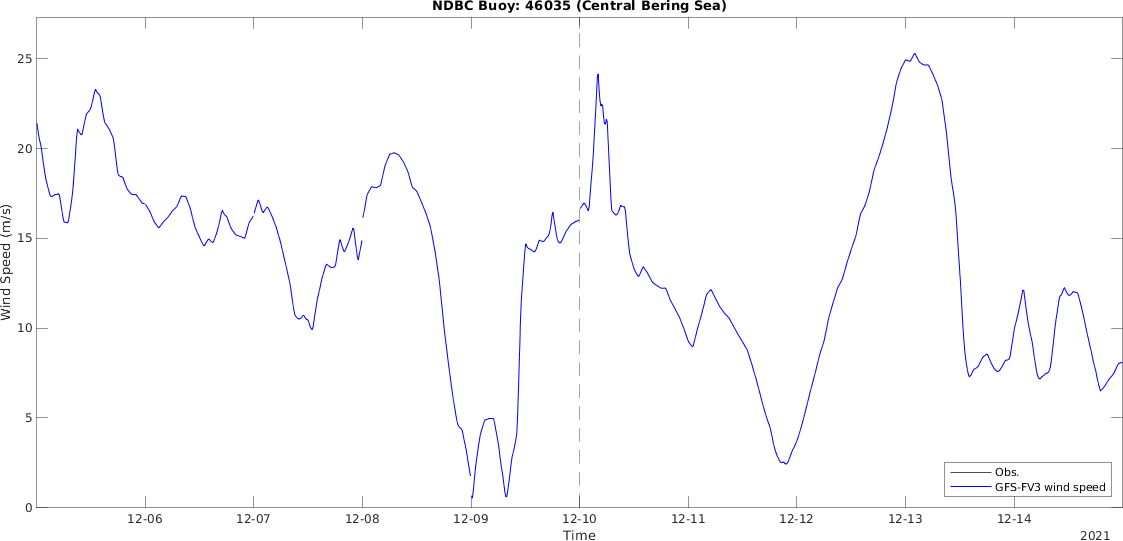 NDBC Buoy: 46035 (Central Bering Sea)
Wind Speed (m/s)
25
20
15
10
5
0
12-06 12-07 12-08 12-09 12-10 12-11 12-12 12-13 12-14
Time
2021
Obs.
GFS-FV3 wind speed